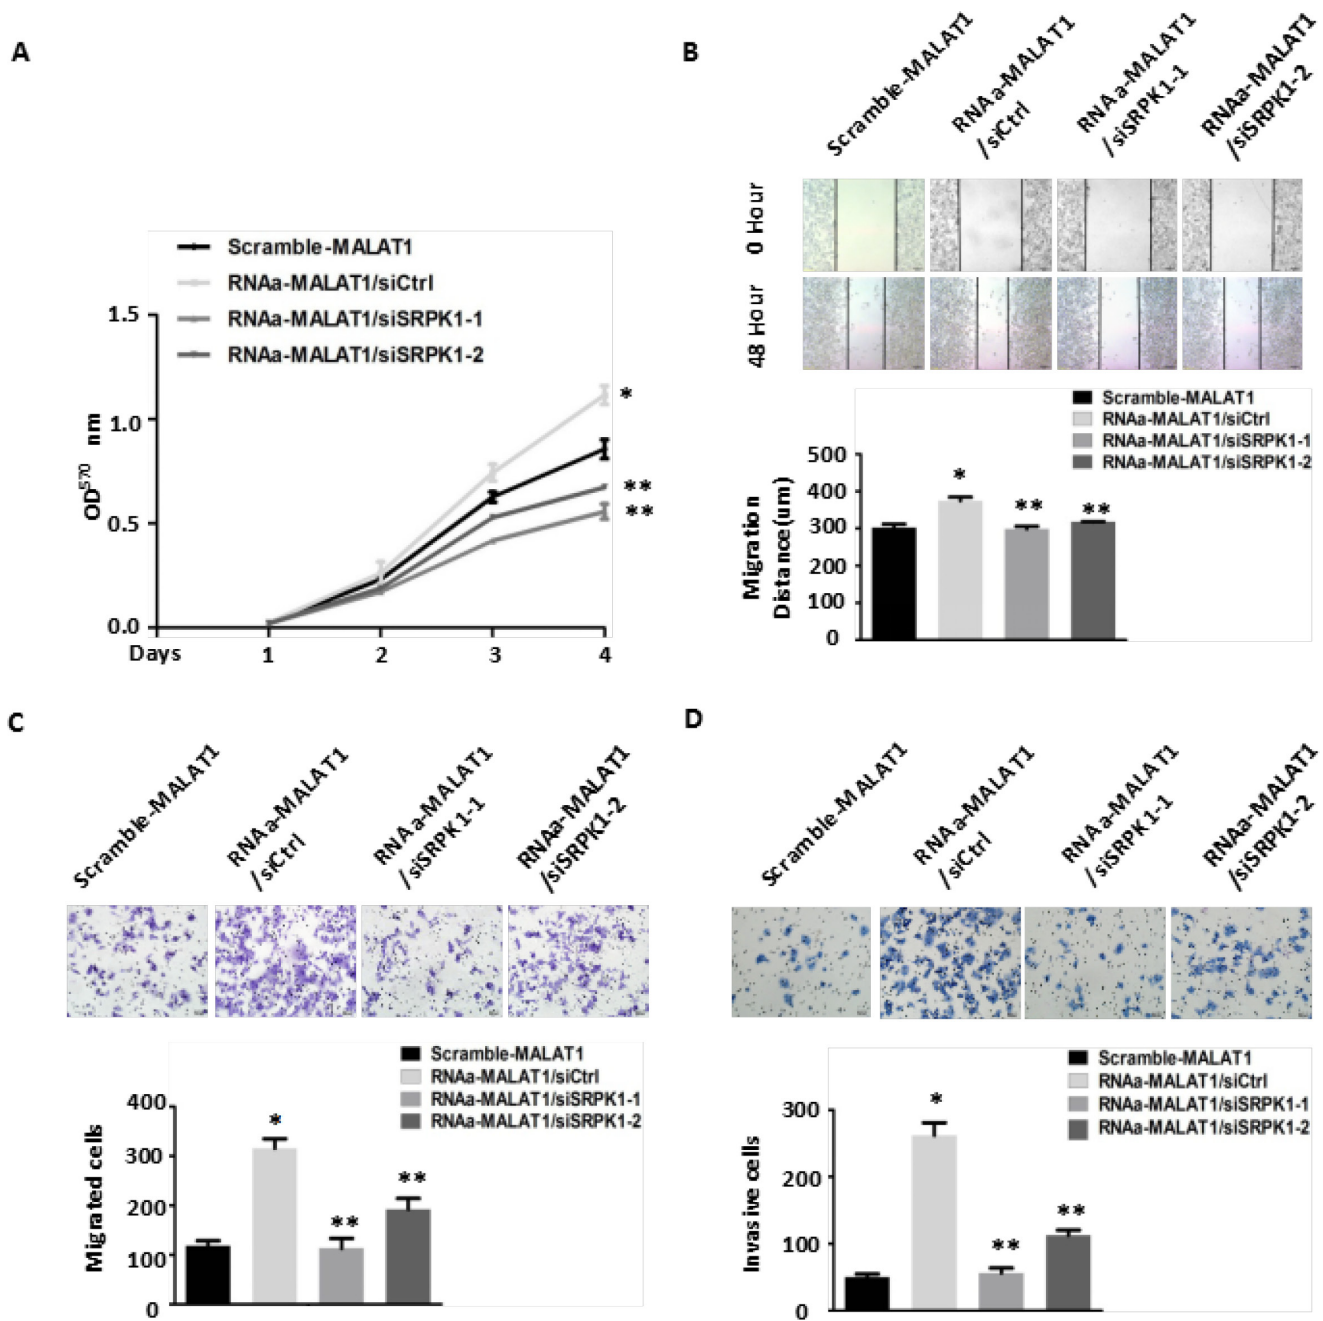 A
Scramble-MALAT1
RNAa-MALAT1/siCtrl
RNAa-MALAT1/siSRPK1-1
RNAa-MALAT1/siSRPK1-2
OD570 nm
1.5
1.0
0.5
0.0
Days
1
2
3
4
*
**
**
B
Scramble-MALAT1
RNAa-MALAT1
/siCtrl
RNAa-MALAT1
/siSRPK1-1
RNAa-MALAT1
/siSRPK1-2
0 Hour
48 Hour
Scramble-MALAT1
RNAa-MALAT1/siCtrl
RNAa-MALAT1/siSRPK1-1
RNAa-MALAT1/siSRPK1-2
Migration
Distance(um)
500
400
300
200
100
0
*
**
**
C
Scramble-MALAT1
RNAa-MALAT1
/siCtrl
RNAa-MALAT1
/siSRPK1-1
RNAa-MALAT1
/siSRPK1-2
Scramble-MALAT1
RNAa-MALAT1/siCtrl
RNAa-MALAT1/siSRPK1-1
RNAa-MALAT1/siSRPK1-2
Migrated cells
400
300
200
100
0
*
**
**
D
Scramble-MALAT1
RNAa-MALAT1
/siCtrl
RNAa-MALAT1
/siSRPK1-1
RNAa-MALAT1
/siSRPK1-2
Scramble-MALAT1
RNAa-MALAT1/siCtrl
RNAa-MALAT1/siSRPK1-1
RNAa-MALAT1/siSRPK1-2
Invasive cells
300
200
100
0
*
**
**